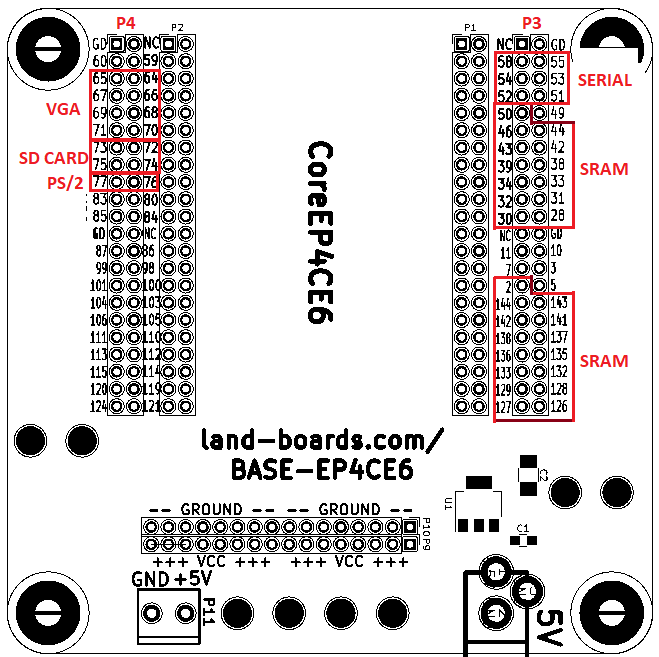 P4 P3
P2 P1
GD NC NC GD
60 59 58 55
65 64 54 53
67 66 52 51
69 68 50 49
71 70 46 44
73 72 43 42
75 74 39 38
77 76 34 33
83 80 32 31
85 84 30 28
GD NC NC GD
87 86 11 10
99 98 7 3
101 100 2 5
104 103 144 143
106 105 142 141
111 110 138 137
113 112 136 135
115 114 133 132
120 119 129 128
124 121 127 126
VGA
SD CARD
PS/2
SERIAL
SRAM
SRAM
CoreEP4CE6
land-boards.com/
BASE-EP4CE6
-- GROUND -- -- GROUND --
P10 P9
+++ VCC +++ +++ VCC +++
GND +5V
P11
U1
C2
C1
5V